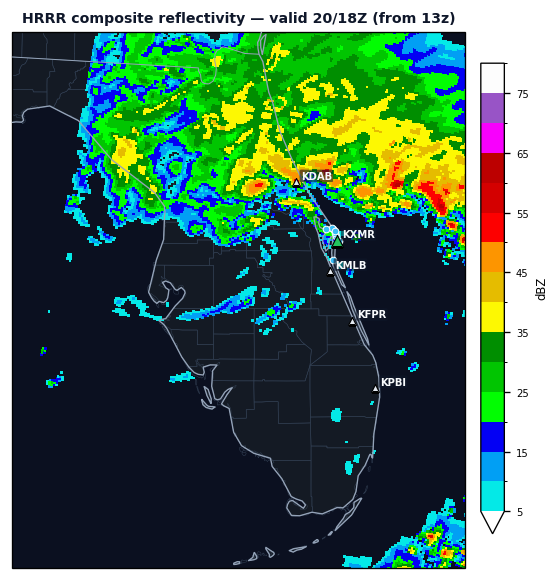 HRRR composite reflectivity — valid 20/18Z (from 13z)
KDAB
KXMR
KMLB
KFPR
KPBI
75
65
55
45
35
25
15
5
dBZ